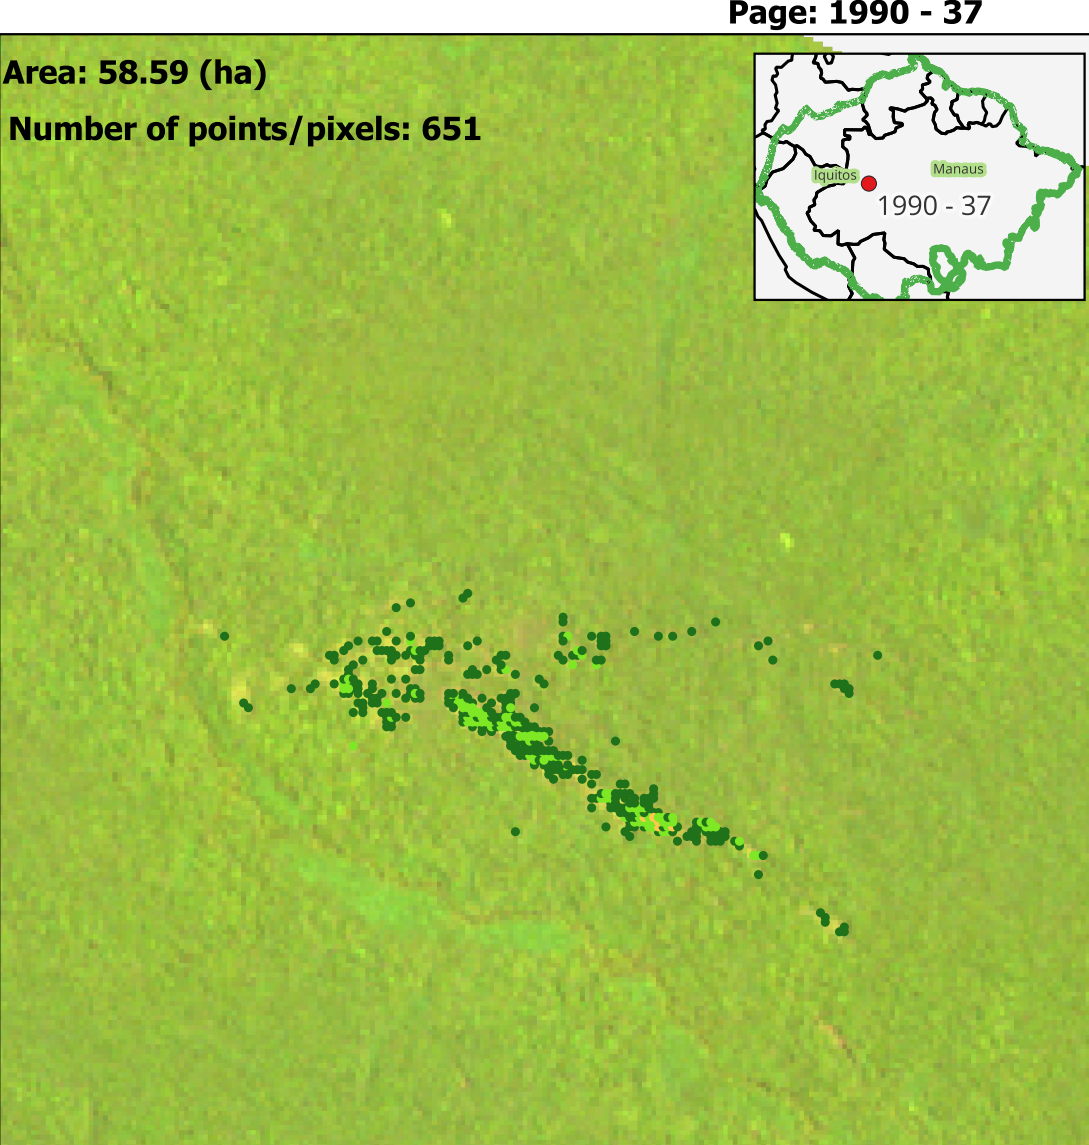 Page: 1990 - 37
Area: 58.59 (ha)
Number of points/pixels: 651
Iquitos
Manaus
1990 - 37